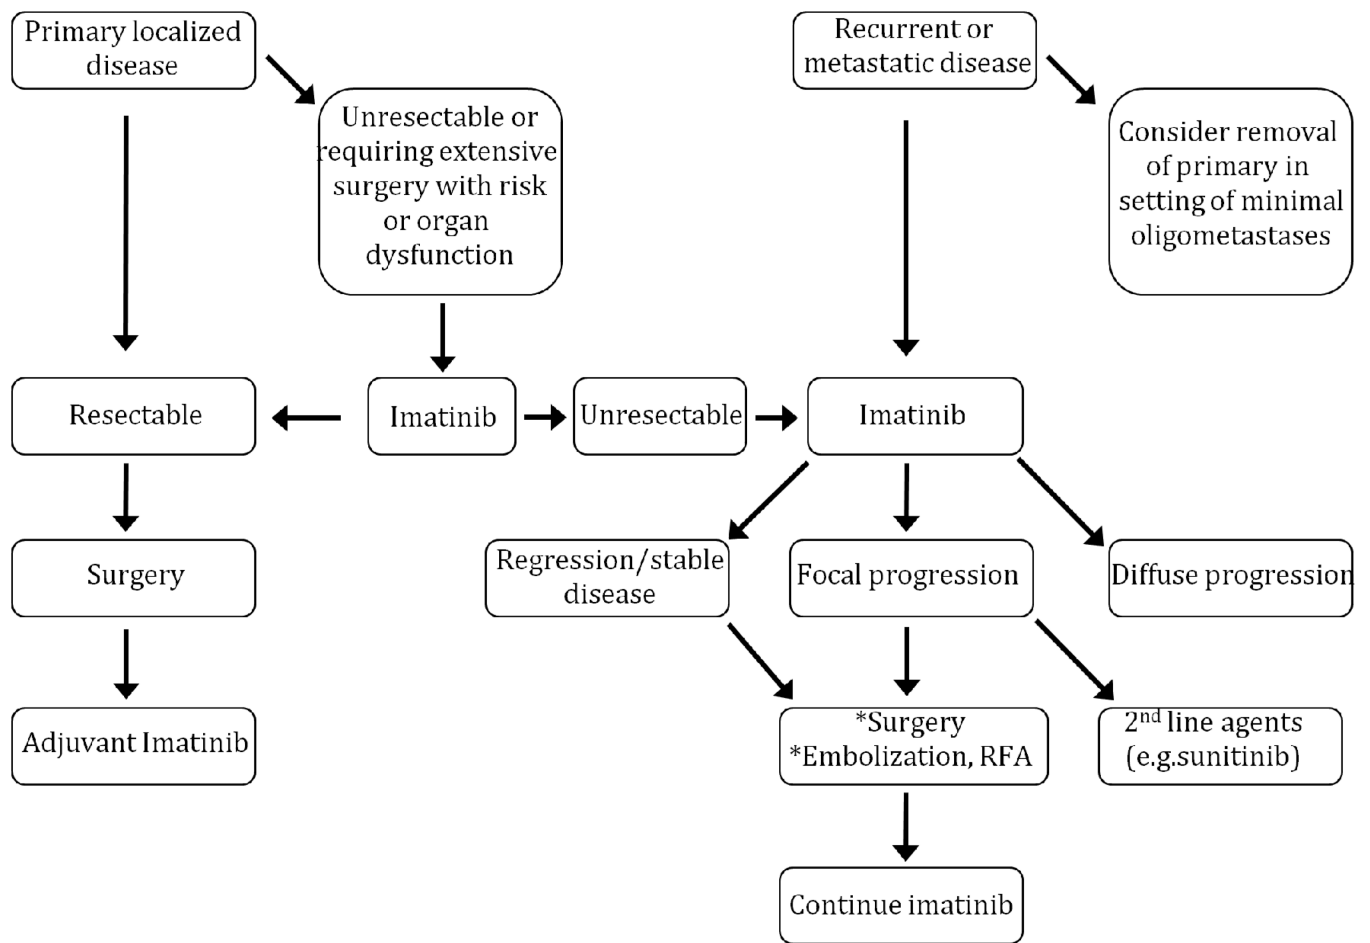 Primary localized
disease
Recurrent or
metastatic disease
Unresectable or
requiring extensive
surgery with risk
or organ
dysfunction
Consider removal
of primary in
setting of minimal
oligometastases
Resectable
Imatinib
Unresectable
Imatinib
Surgery
Regression/stable
disease
Focal progression
Diffuse progression
Adjuvant Imatinib
*Surgery
*Embolization, RFA
2nd line agents
(e.g.sunitinib)
Continue imatinib